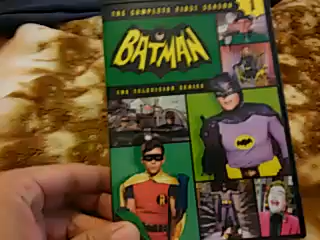 THE COMPLETE FIRST SEASON 1
BATMAN
THE TELEVISION SERIES
R